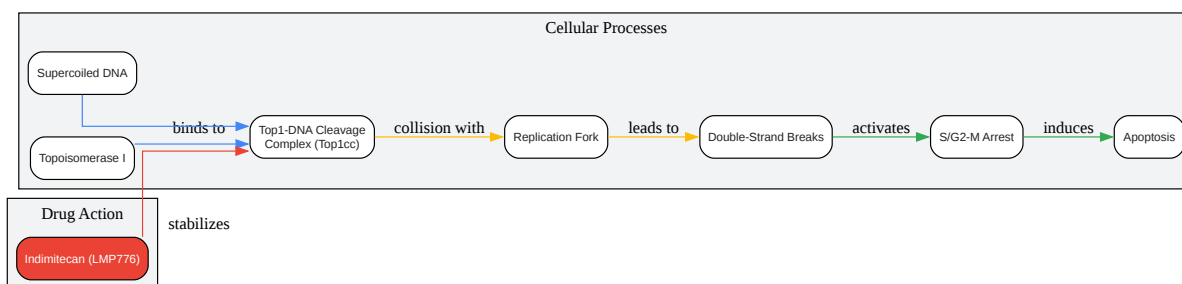 Cellular Processes
Supercoiled DNA
Topoisomerase I
binds to
Top1-DNA Cleavage
Complex (Top1cc)
collision with
Replication Fork
leads to
Double-Strand Breaks
activates
S/G2-M Arrest
induces
Apoptosis
Drug Action
stabilizes
Indimitecan (LMP776)